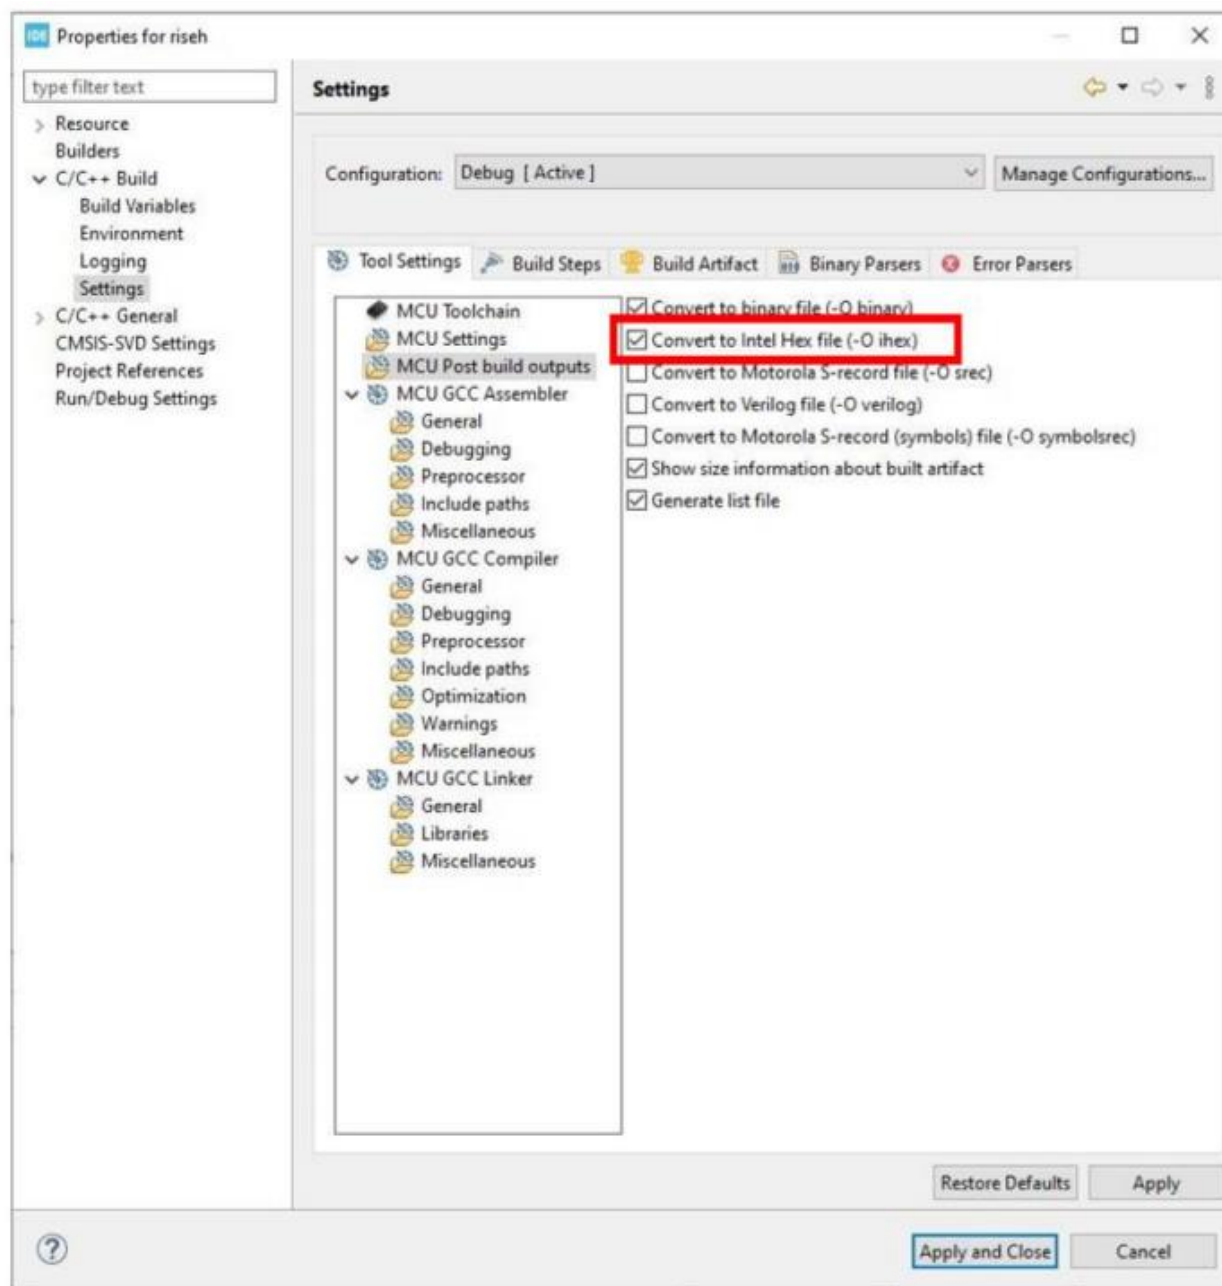 IDE Properties for riseh
type filter text
Resource
Builders
C/C++ Build
Build Variables
Environment
Logging
Settings
C/C++ General
CMSIS-SVD Settings
Project References
Run/Debug Settings
Settings
Configuration: Debug [ Active ] Manage Configurations...
Tool Settings Build Steps Build Artifact Binary Parsers Error Parsers
MCU Toolchain
MCU Settings
MCU Post build outputs
MCU GCC Assembler
General
Debugging
Preprocessor
Include paths
Miscellaneous
MCU GCC Compiler
General
Debugging
Preprocessor
Include paths
Optimization
Warnings
Miscellaneous
MCU GCC Linker
General
Libraries
Miscellaneous
Convert to binary file (-O binary)
Convert to Intel Hex file (-O ihex)
Convert to Motorola S-record file (-O srec)
Convert to Verilog file (-O verilog)
Convert to Motorola S-record (symbols) file (-O symbolsrec)
Show size information about built artifact
Generate list file
Restore Defaults Apply
? Apply and Close Cancel